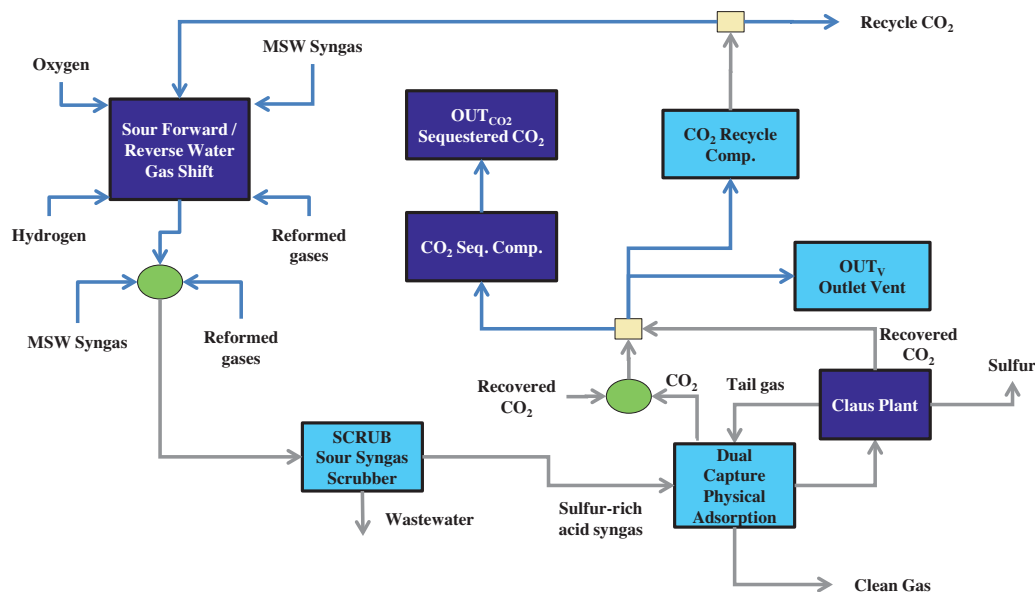 Recycle CO₂
MSW Syngas
Oxygen
Sour Forward /
Reverse Water
Gas Shift
OUT_CO2
Sequestered CO₂
CO₂ Recycle
Comp.
Hydrogen
Reformed
gases
CO₂ Seq. Comp.
OUT_V
Outlet Vent
MSW Syngas
Reformed
gases
Recovered
CO₂
Sulfur
Recovered
CO₂
CO₂
Tail gas
Claus Plant
SCRUB
Sour Syngas
Scrubber
Dual
Capture
Physical
Adsorption
Wastewater
Sulfur-rich
acid syngas
Clean Gas